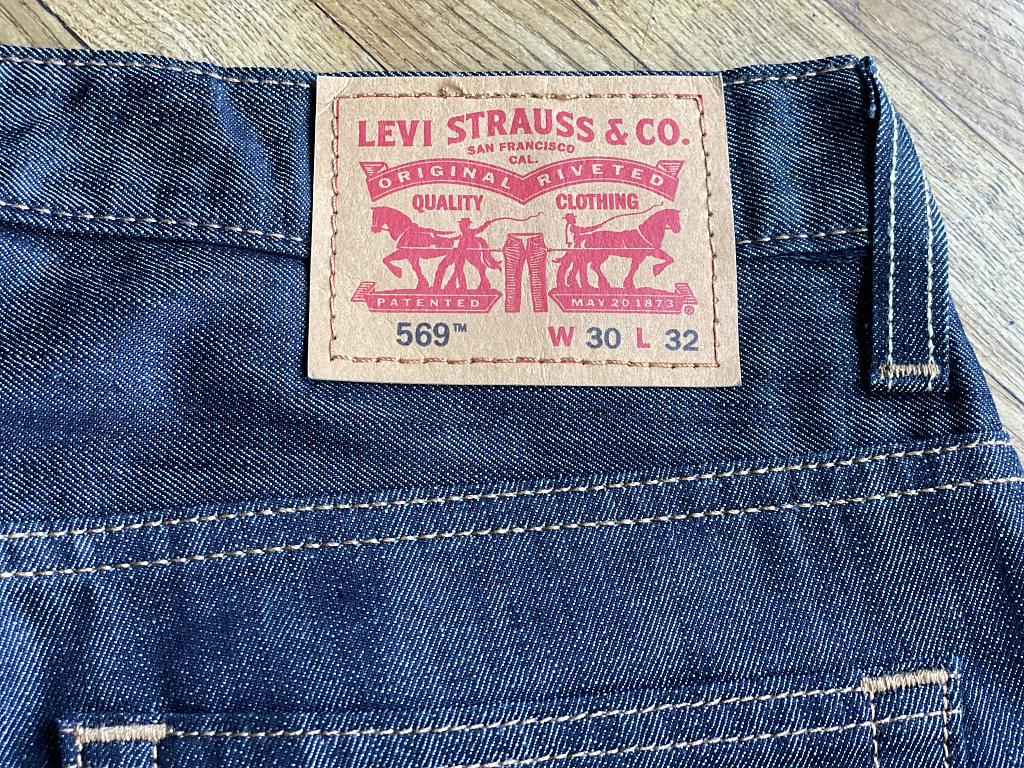 LEVI STRAUSS & CO.
SAN FRANCISCO
CAL.
ORIGINAL RIVETED
QUALITY CLOTHING
PATENTED MAY 20 1873 ®
569™ W 30 L 32